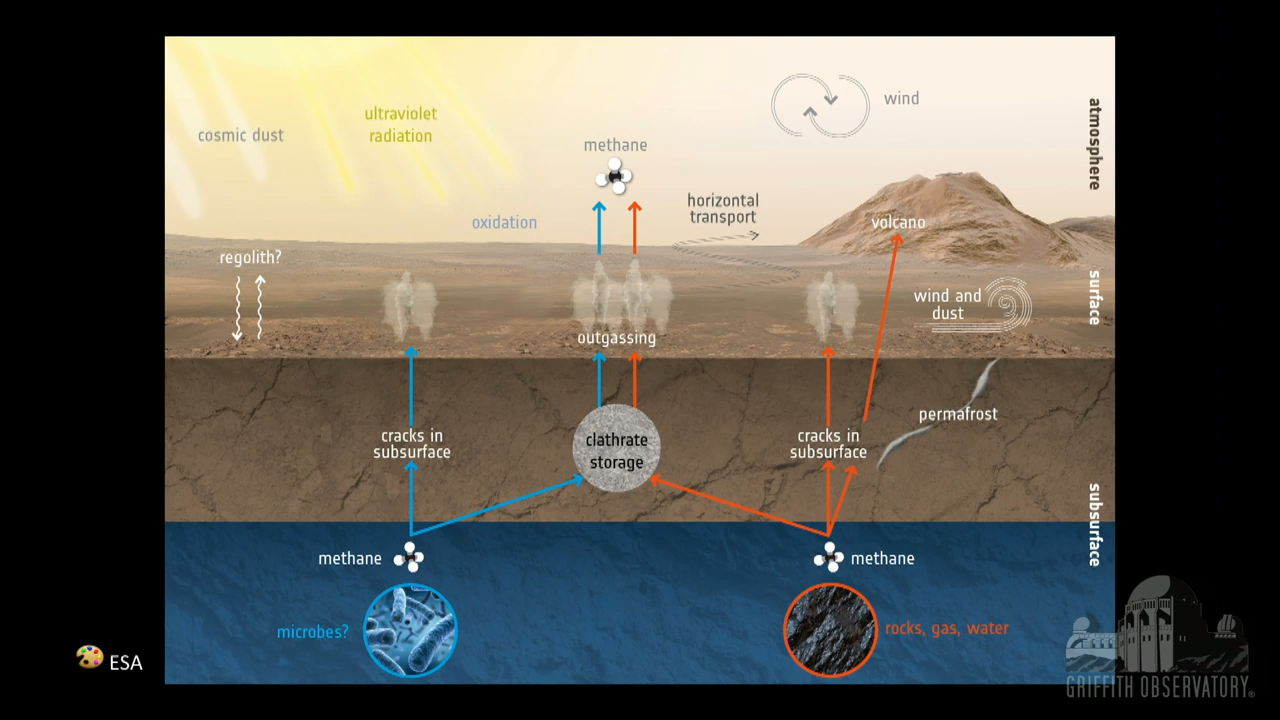 wind
ultraviolet
radiation
cosmic dust
atmosphere
methane
horizontal
transport
oxidation
volcano
regolith?
wind and
dust
surface
outgassing
permafrost
cracks in
subsurface
clathrate
storage
cracks in
subsurface
subsurface
methane
methane
microbes?
rocks, gas, water
ESA
GRIFFITH OBSERVATORY®